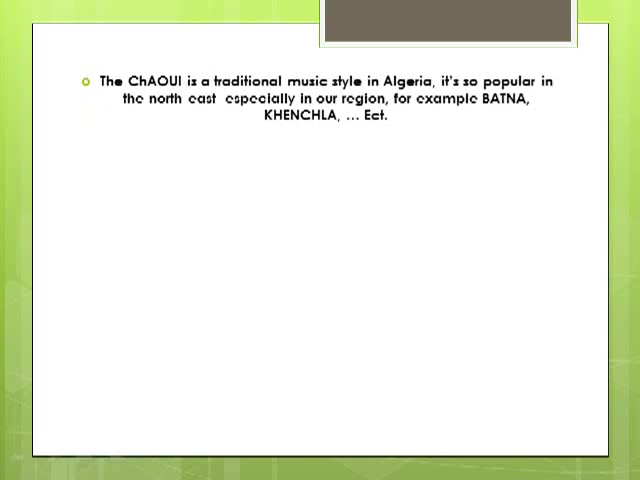 The ChAOUI is a traditional music style in Algeria, it's so popular in
the north east especially in our region, for example BATNA,
KHENCHLA, … Ect.